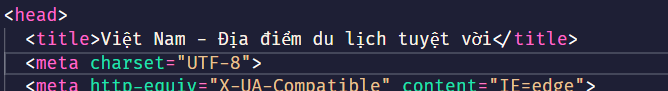 <head>
<title>Việt Nam - Địa điểm du lịch tuyệt vời</title>
<meta charset="UTF-8">
<meta http-equiv="X-UA-Compatible" content="IE=edge">